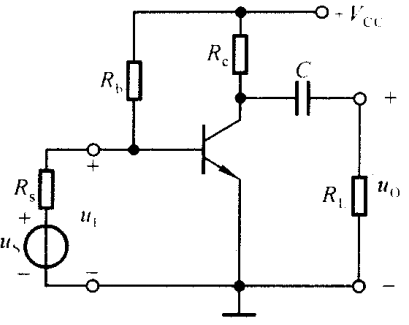 + V_CC
R_c
C
R_b
+
+
R_s
+
u_I
R_L
u_O
u_S
−
−
−